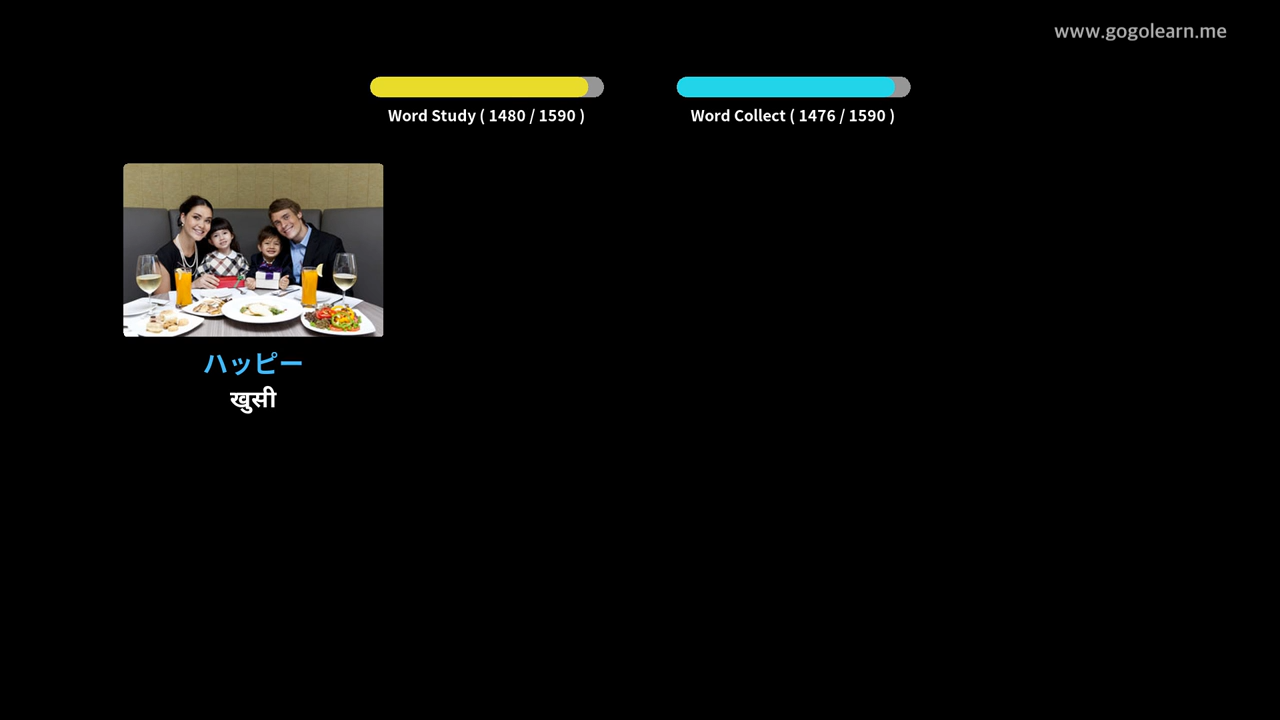 www.gogolearn.me
Word Study ( 1480 / 1590 )
Word Collect ( 1476 / 1590 )
ハッピー
खुसी